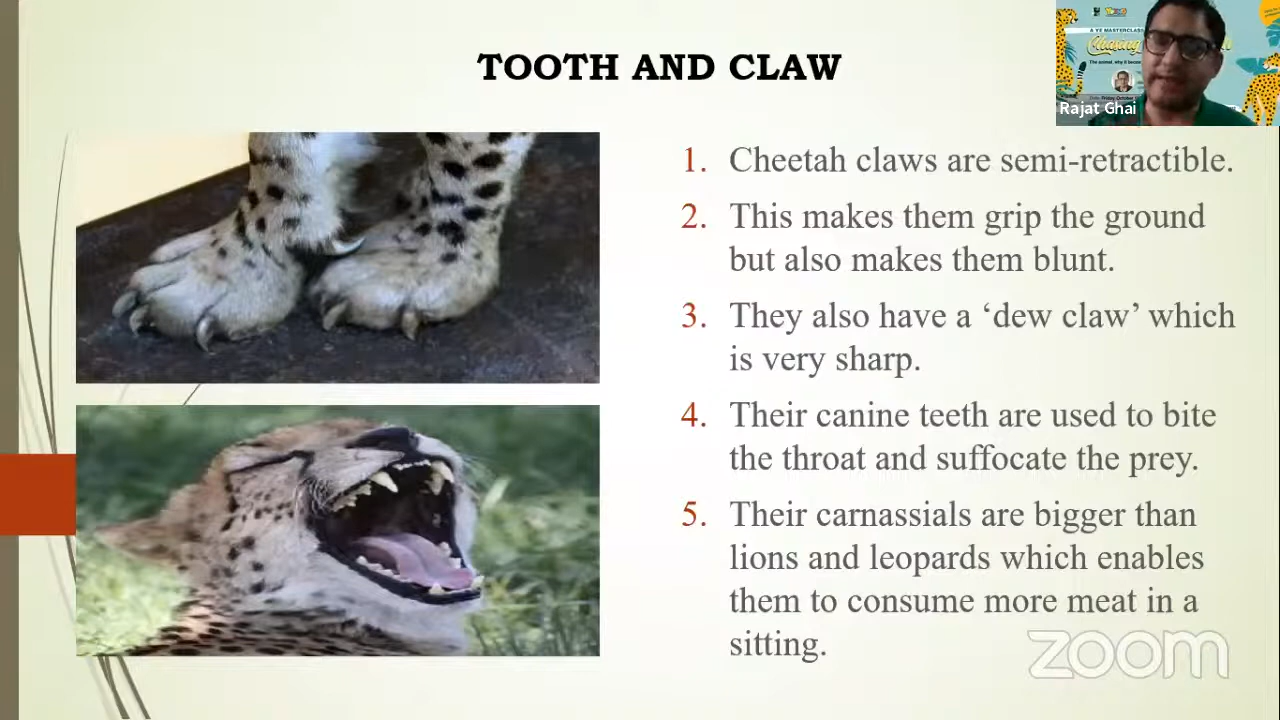 TOOTH AND CLAW
A YE MASTERCLASS
Chasing
Rajat Ghai
1. Cheetah claws are semi-retractible.
2. This makes them grip the ground
but also makes them blunt.
3. They also have a ‘dew claw’ which
is very sharp.
4. Their canine teeth are used to bite
the throat and suffocate the prey.
5. Their carnassials are bigger than
lions and leopards which enables
them to consume more meat in a
sitting.
zoom